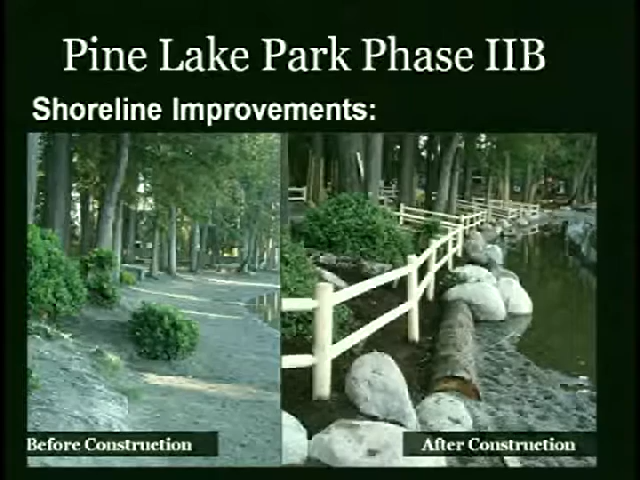 Pine Lake Park Phase IIB
Shoreline Improvements:
Before Construction
After Construction